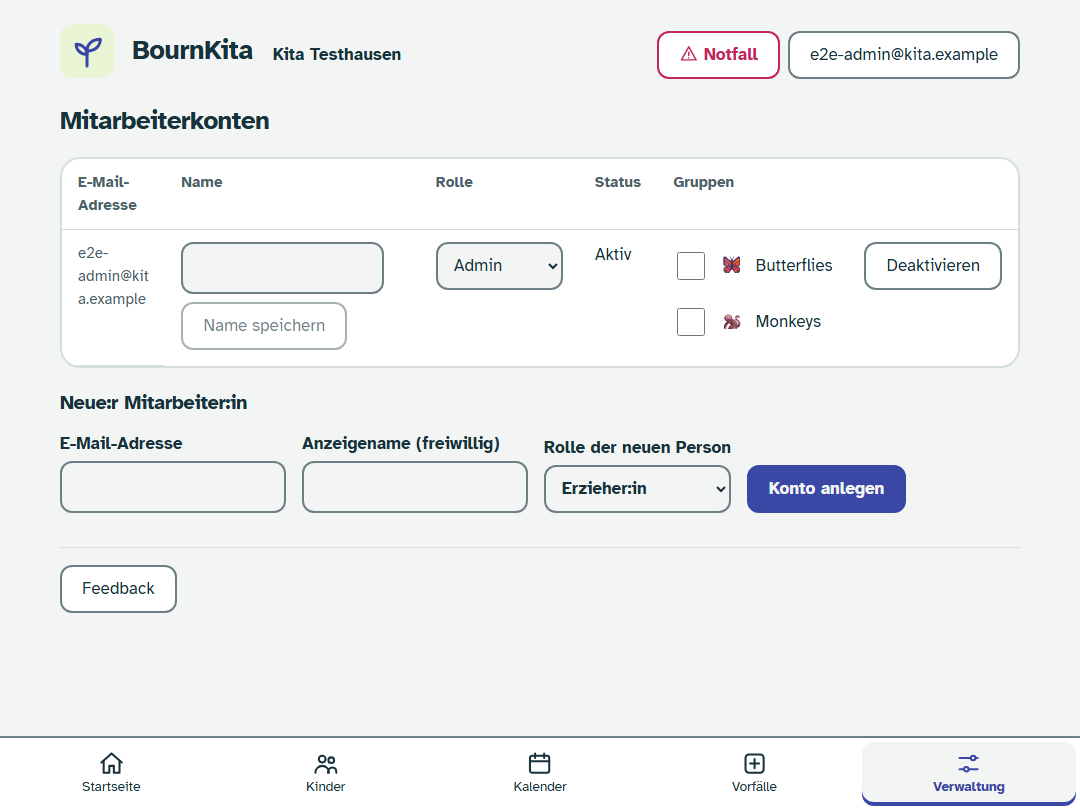 BournKita Kita Testhausen
Notfall
e2e-admin@kita.example
Mitarbeiterkonten
E-Mail-
Adresse
Name
Rolle
Status
Gruppen
e2e-
admin@kit
a.example
Name speichern
Admin
Aktiv
Butterflies
Monkeys
Deaktivieren
Neue:r Mitarbeiter:in
E-Mail-Adresse
Anzeigename (freiwillig)
Rolle der neuen Person
Erzieher:in
Konto anlegen
Feedback
Startseite
Kinder
Kalender
Vorfälle
Verwaltung